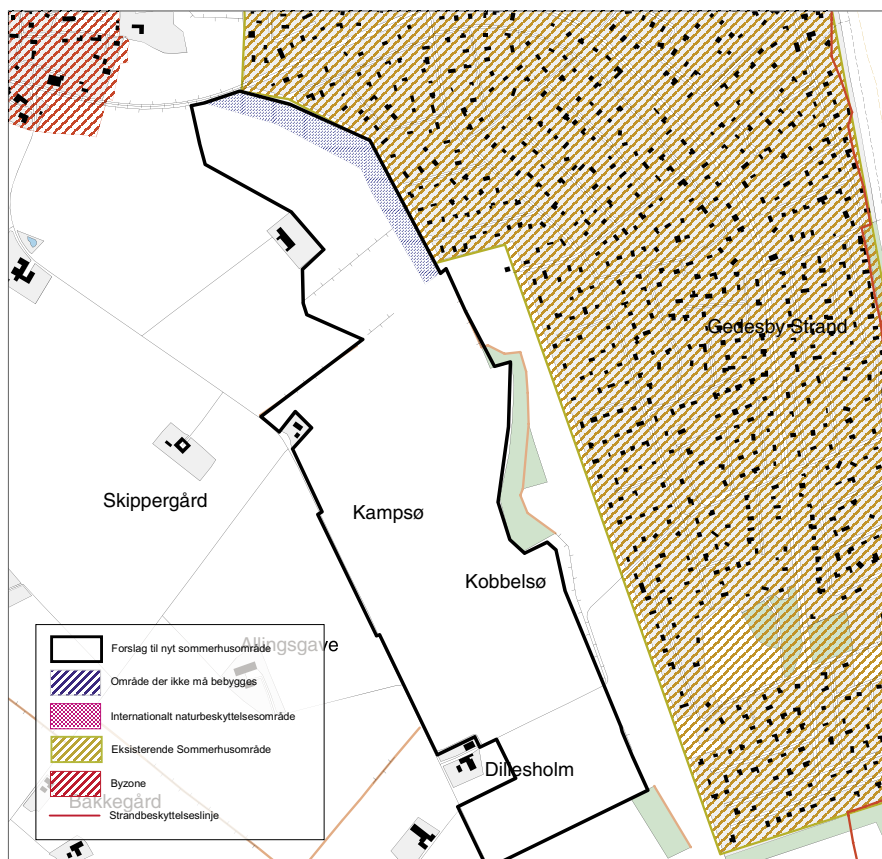 Gedesby Strand
Skippergård
Kampsø
Kobbelsø
Allingsgave
Dillesholm
Bakkegård
Forslag til nyt sommerhusområde
Område der ikke må bebygges
Internationalt naturbeskyttelsesområde
Eksisterende Sommerhusområde
Byzone
Strandbeskyttelseslinje